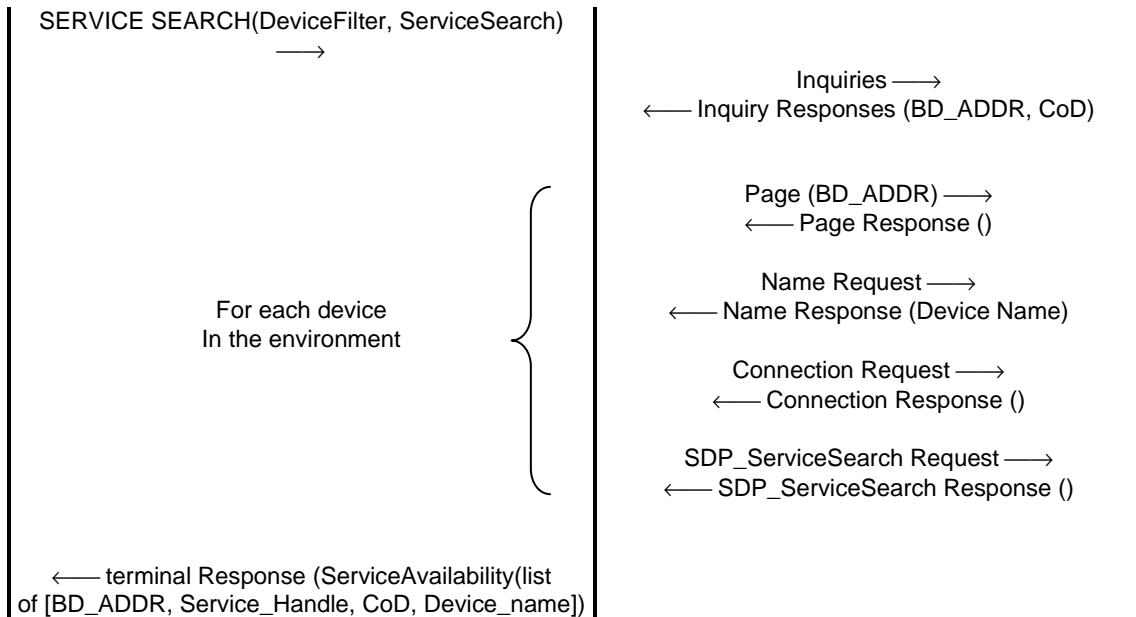 SERVICE SEARCH(DeviceFilter, ServiceSearch)
⟶
Inquiries ⟶
⟵ Inquiry Responses (BD_ADDR, CoD)
Page (BD_ADDR) ⟶
⟵ Page Response ()
Name Request ⟶
⟵ Name Response (Device Name)
For each device
In the environment
Connection Request ⟶
⟵ Connection Response ()
SDP_ServiceSearch Request ⟶
⟵ SDP_ServiceSearch Response ()
⟵ terminal Response (ServiceAvailability(list
of [BD_ADDR, Service_Handle, CoD, Device_name])